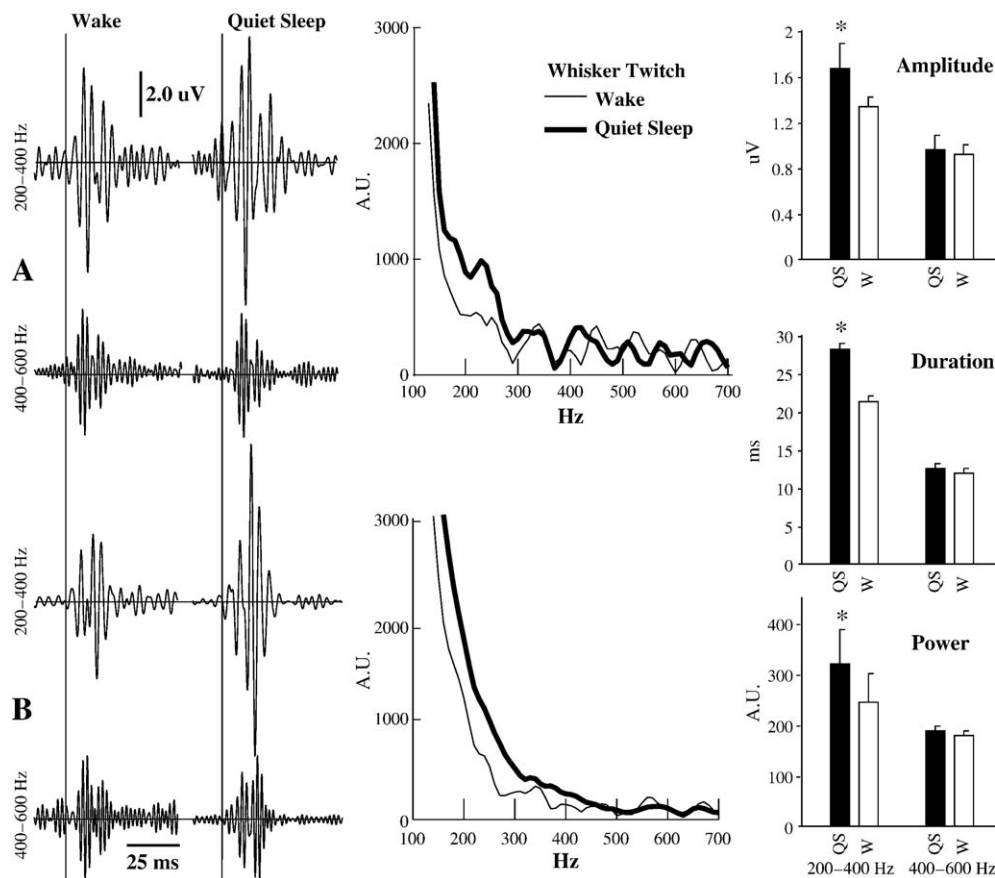 Wake
Quiet Sleep
2.0 uV
200–400 Hz
A
400–600 Hz
200–400 Hz
B
400–600 Hz
25 ms
3000
2000
1000
0
A.U.
Whisker Twitch
Wake
Quiet Sleep
100 200 300 400 500 600 700
Hz
3000
2000
1000
0
A.U.
100 200 300 400 500 600 700
Hz
2
1.6
1.2
0.8
0.4
0
uV
*
Amplitude
QS W QS W
30
25
20
15
10
5
0
ms
*
Duration
QS W QS W
400
300
200
100
0
A.U.
*
Power
QS W QS W
200–400 Hz 400–600 Hz